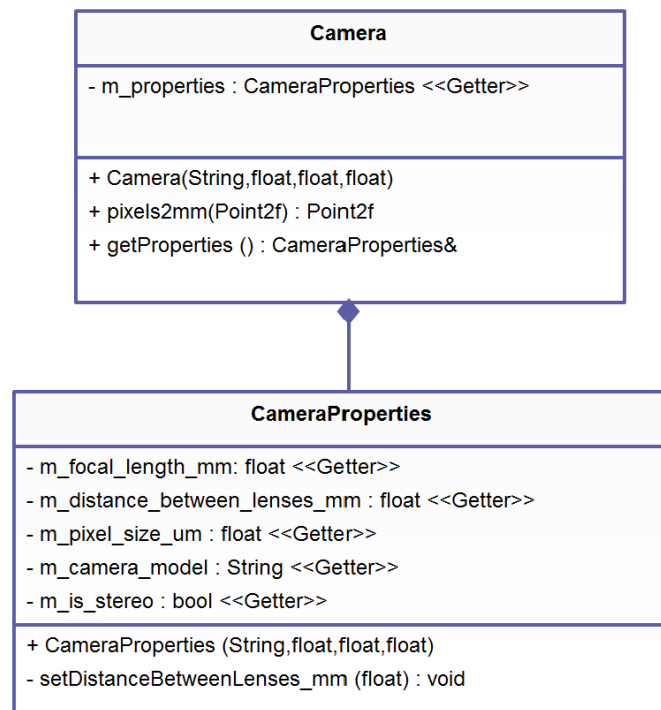 Camera
- m_properties : CameraProperties <<Getter>>
+ Camera(String,float,float,float)
+ pixels2mm(Point2f) : Point2f
+ getProperties () : CameraProperties&
CameraProperties
- m_focal_length_mm: float <<Getter>>
- m_distance_between_lenses_mm : float <<Getter>>
- m_pixel_size_um : float <<Getter>>
- m_camera_model : String <<Getter>>
- m_is_stereo : bool <<Getter>>
+ CameraProperties (String,float,float,float)
- setDistanceBetweenLenses_mm (float) : void